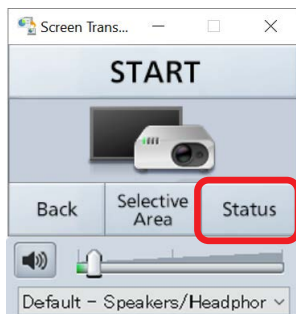 Screen Trans...
START
Back
Selective
Area
Status
Default - Speakers/Headphor